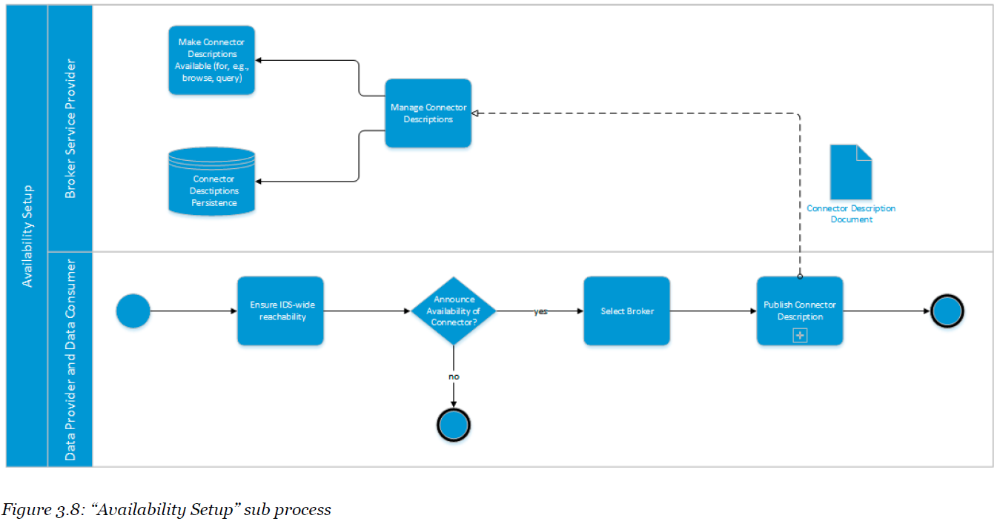 Availability Setup
Broker Service Provider
Make Connector
Descriptions
Available (for, e.g.,
browse, query)
Manage Connector
Descriptions
Connector
Desctiptions
Persistence
Connector Description
Document
Data Provider and Data Consumer
Ensure IDS-wide
reachability
Announce
Availability of
Connector?
yes
Select Broker
Publish Connector
Description
no
Figure 3.8: “Availability Setup” sub process